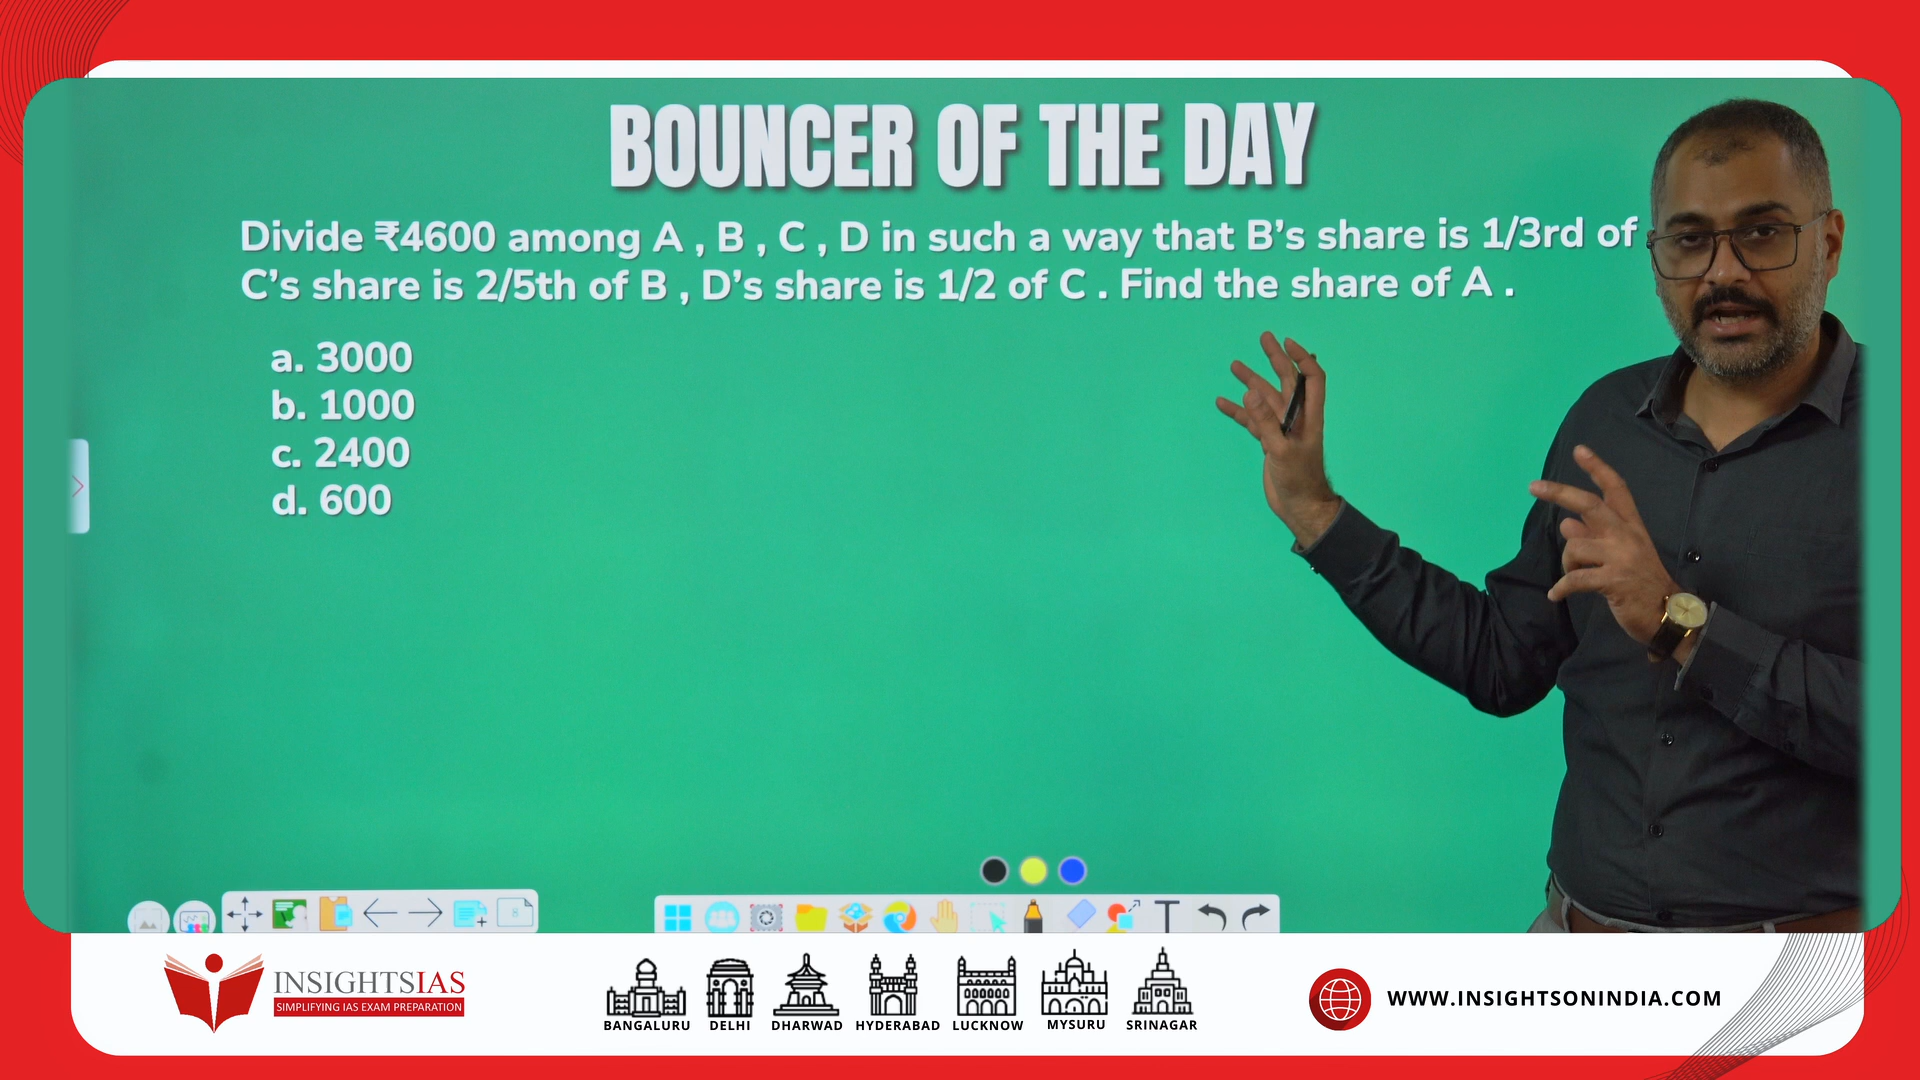 BOUNCER OF THE DAY
Divide ₹4600 among A , B , C , D in such a way that B's share is 1/3rd of
C's share is 2/5th of B , D's share is 1/2 of C . Find the share of A .
a. 3000
b. 1000
c. 2400
d. 600
INSIGHTSIAS
SIMPLIFYING IAS EXAM PREPARATION
BANGALURU DELHI DHARWAD HYDERABAD LUCKNOW MYSURU SRINAGAR
WWW.INSIGHTSONINDIA.COM